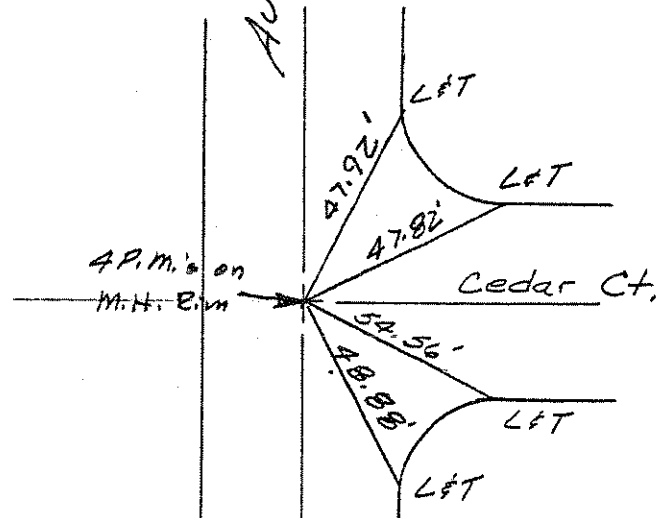 L&T
47.92'
L&T
47.82'
4 P.M.'s on
M.H. Rim
Cedar Ct.
54.56'
48.88'
L&T
L&T